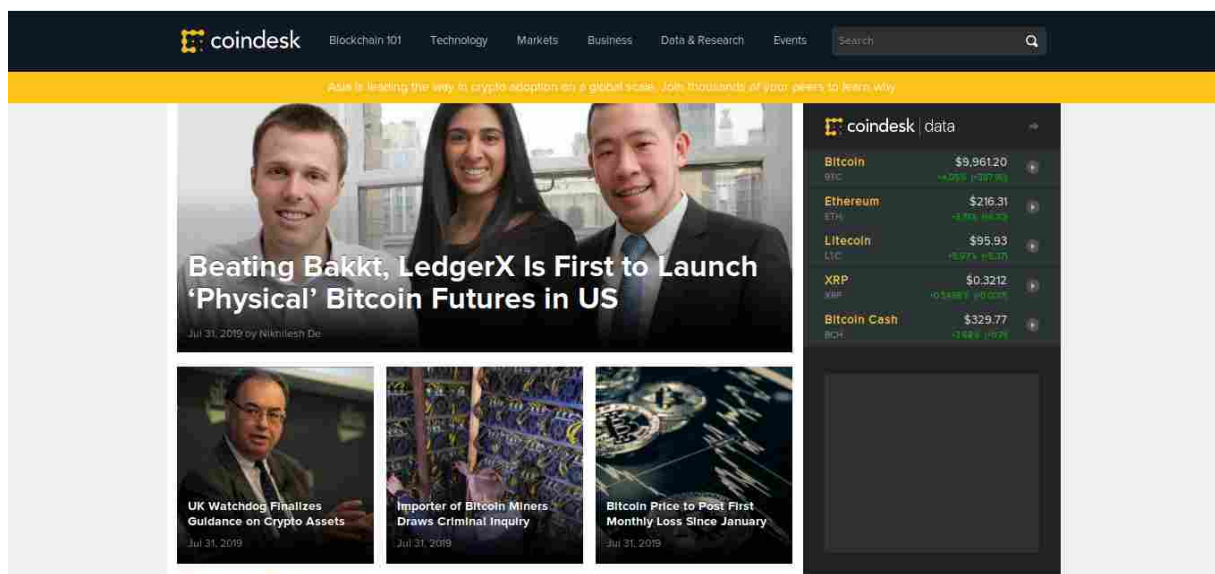 coindesk
Blockchain 101
Technology
Markets
Business
Data & Research
Events
Search
Asia is leading the way in crypto adoption on a global scale. Join thousands of your peers to learn why
Beating Bakkt, LedgerX Is First to Launch
‘Physical’ Bitcoin Futures in US
Jul 31, 2019 by Nikhilesh De
coindesk data
Bitcoin $9,961.20
BTC
Ethereum $216.31
ETH
Litecoin $95.93
LTC
XRP $0.3212
XRP
Bitcoin Cash $329.77
BCH
UK Watchdog Finalizes
Guidance on Crypto Assets
Jul 31, 2019
Importer of Bitcoin Miners
Draws Criminal Inquiry
Jul 31, 2019
Bitcoin Price to Post First
Monthly Loss Since January
Jul 31, 2019